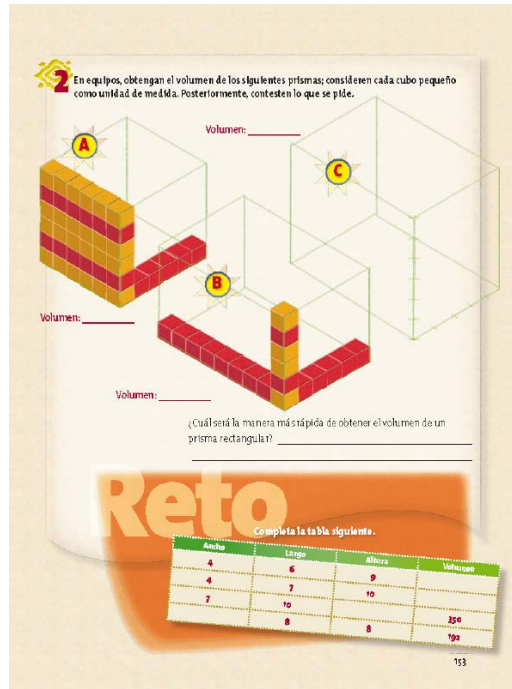 2 En equipos, obtengan el volumen de los siguientes prismas; consideren cada cubo pequeño
como unidad de medida. Posteriormente, contesten lo que se pide.
Volumen:
A
C
B
Volumen:
Volumen:
¿Cuál será la manera más rápida de obtener el volumen de un
prisma rectangular?
Reto
Completa la tabla siguiente.
Ancho Largo Altura Volumen
4 6 9
4 7 10
7 10 350
8 8 192
153